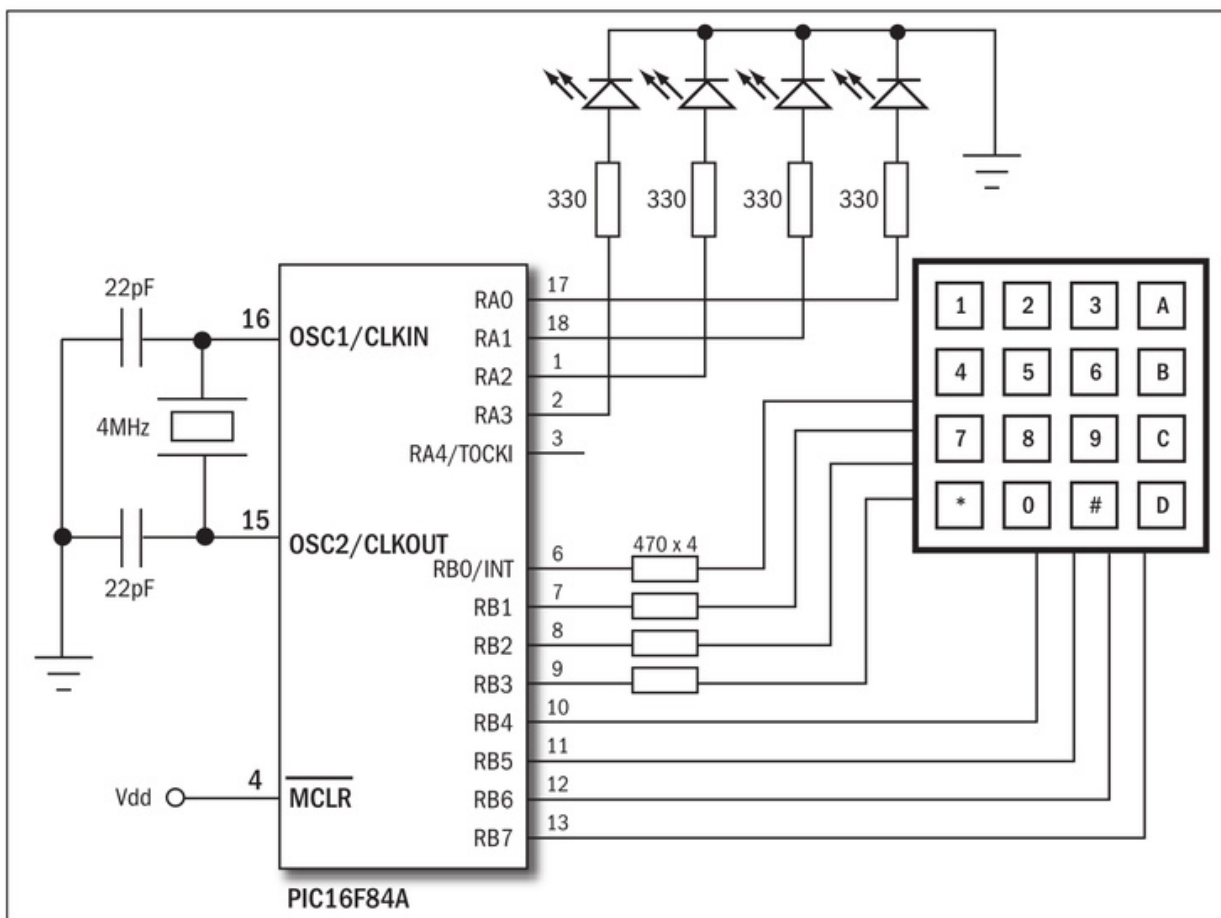 330 330 330 330
22pF
16 OSC1/CLKIN
4MHz
15 OSC2/CLKOUT
22pF
Vdd 4 MCLR
RA0 17
RA1 18
RA2 1
RA3 2
RA4/TOCKI 3
470 x 4
RB0/INT 6
RB1 7
RB2 8
RB3 9
RB4 10
RB5 11
RB6 12
RB7 13
PIC16F84A
1 2 3 A
4 5 6 B
7 8 9 C
* 0 # D